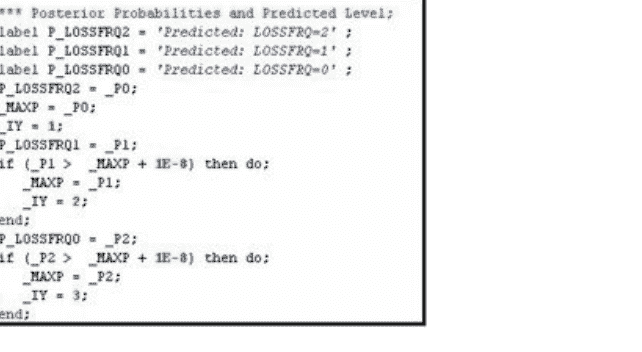 *** Posterior Probabilities and Predicted Level;
label P_LOSSFRQ2 = 'Predicted: LOSSFRQ=2' ;
label P_LOSSFRQ1 = 'Predicted: LOSSFRQ=1' ;
label P_LOSSFRQ0 = 'Predicted: LOSSFRQ=0' ;
P_LOSSFRQ2 = _P0;
_MAXP = _P0;
_IY = 1;
P_LOSSFRQ1 = _P1;
if (_P1 > _MAXP + 1E-8) then do;
_MAXP = _P1;
_IY = 2;
end;
P_LOSSFRQ0 = _P2;
if (_P2 > _MAXP + 1E-8) then do;
_MAXP = _P2;
_IY = 3;
end;